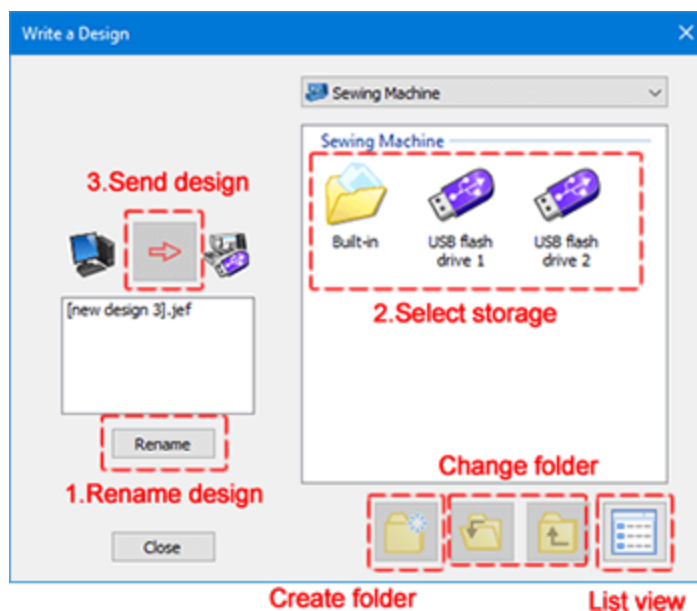 Write a Design
Sewing Machine
Sewing Machine
3.Send design
Built-in
USB flash
drive 1
USB flash
drive 2
2.Select storage
[new design 3].jef
Rename
1.Rename design
Change folder
Close
Create folder
List view